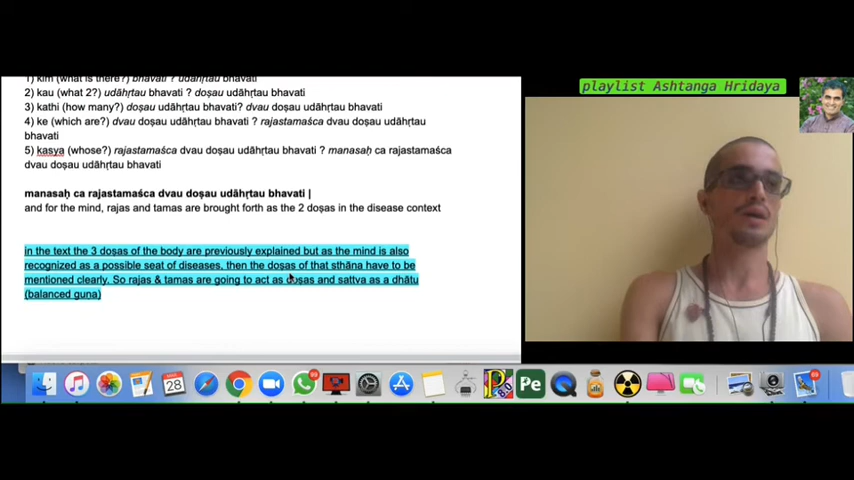 1) kim (what is there?) bhavati ? udāhṛtau bhavati
2) kau (what 2?) udāhṛtau bhavati ? doṣau udāhṛtau bhavati
3) kathi (how many?) doṣau udāhṛtau bhavati? dvau doṣau udāhṛtau bhavati
4) ke (which are?) dvau doṣau udāhṛtau bhavati ? rajastamaśca dvau doṣau udāhṛtau
bhavati
5) kasya (whose?) rajastamaśca dvau doṣau udāhṛtau bhavati ? manasaḥ ca rajastamaśca
dvau doṣau udāhṛtau bhavati
manasaḥ ca rajastamaśca dvau doṣau udāhṛtau bhavati |
and for the mind, rajas and tamas are brought forth as the 2 doṣas in the disease context
in the text the 3 doṣas of the body are previously explained but as the mind is also
recognized as a possible seat of diseases, then the doṣas of that sthāna have to be
mentioned clearly. So rajas & tamas are going to act as doṣas and sattva as a dhātu
(balanced guṇa)
playlist Ashtanga Hridaya
MAR
28
99
Pe
69